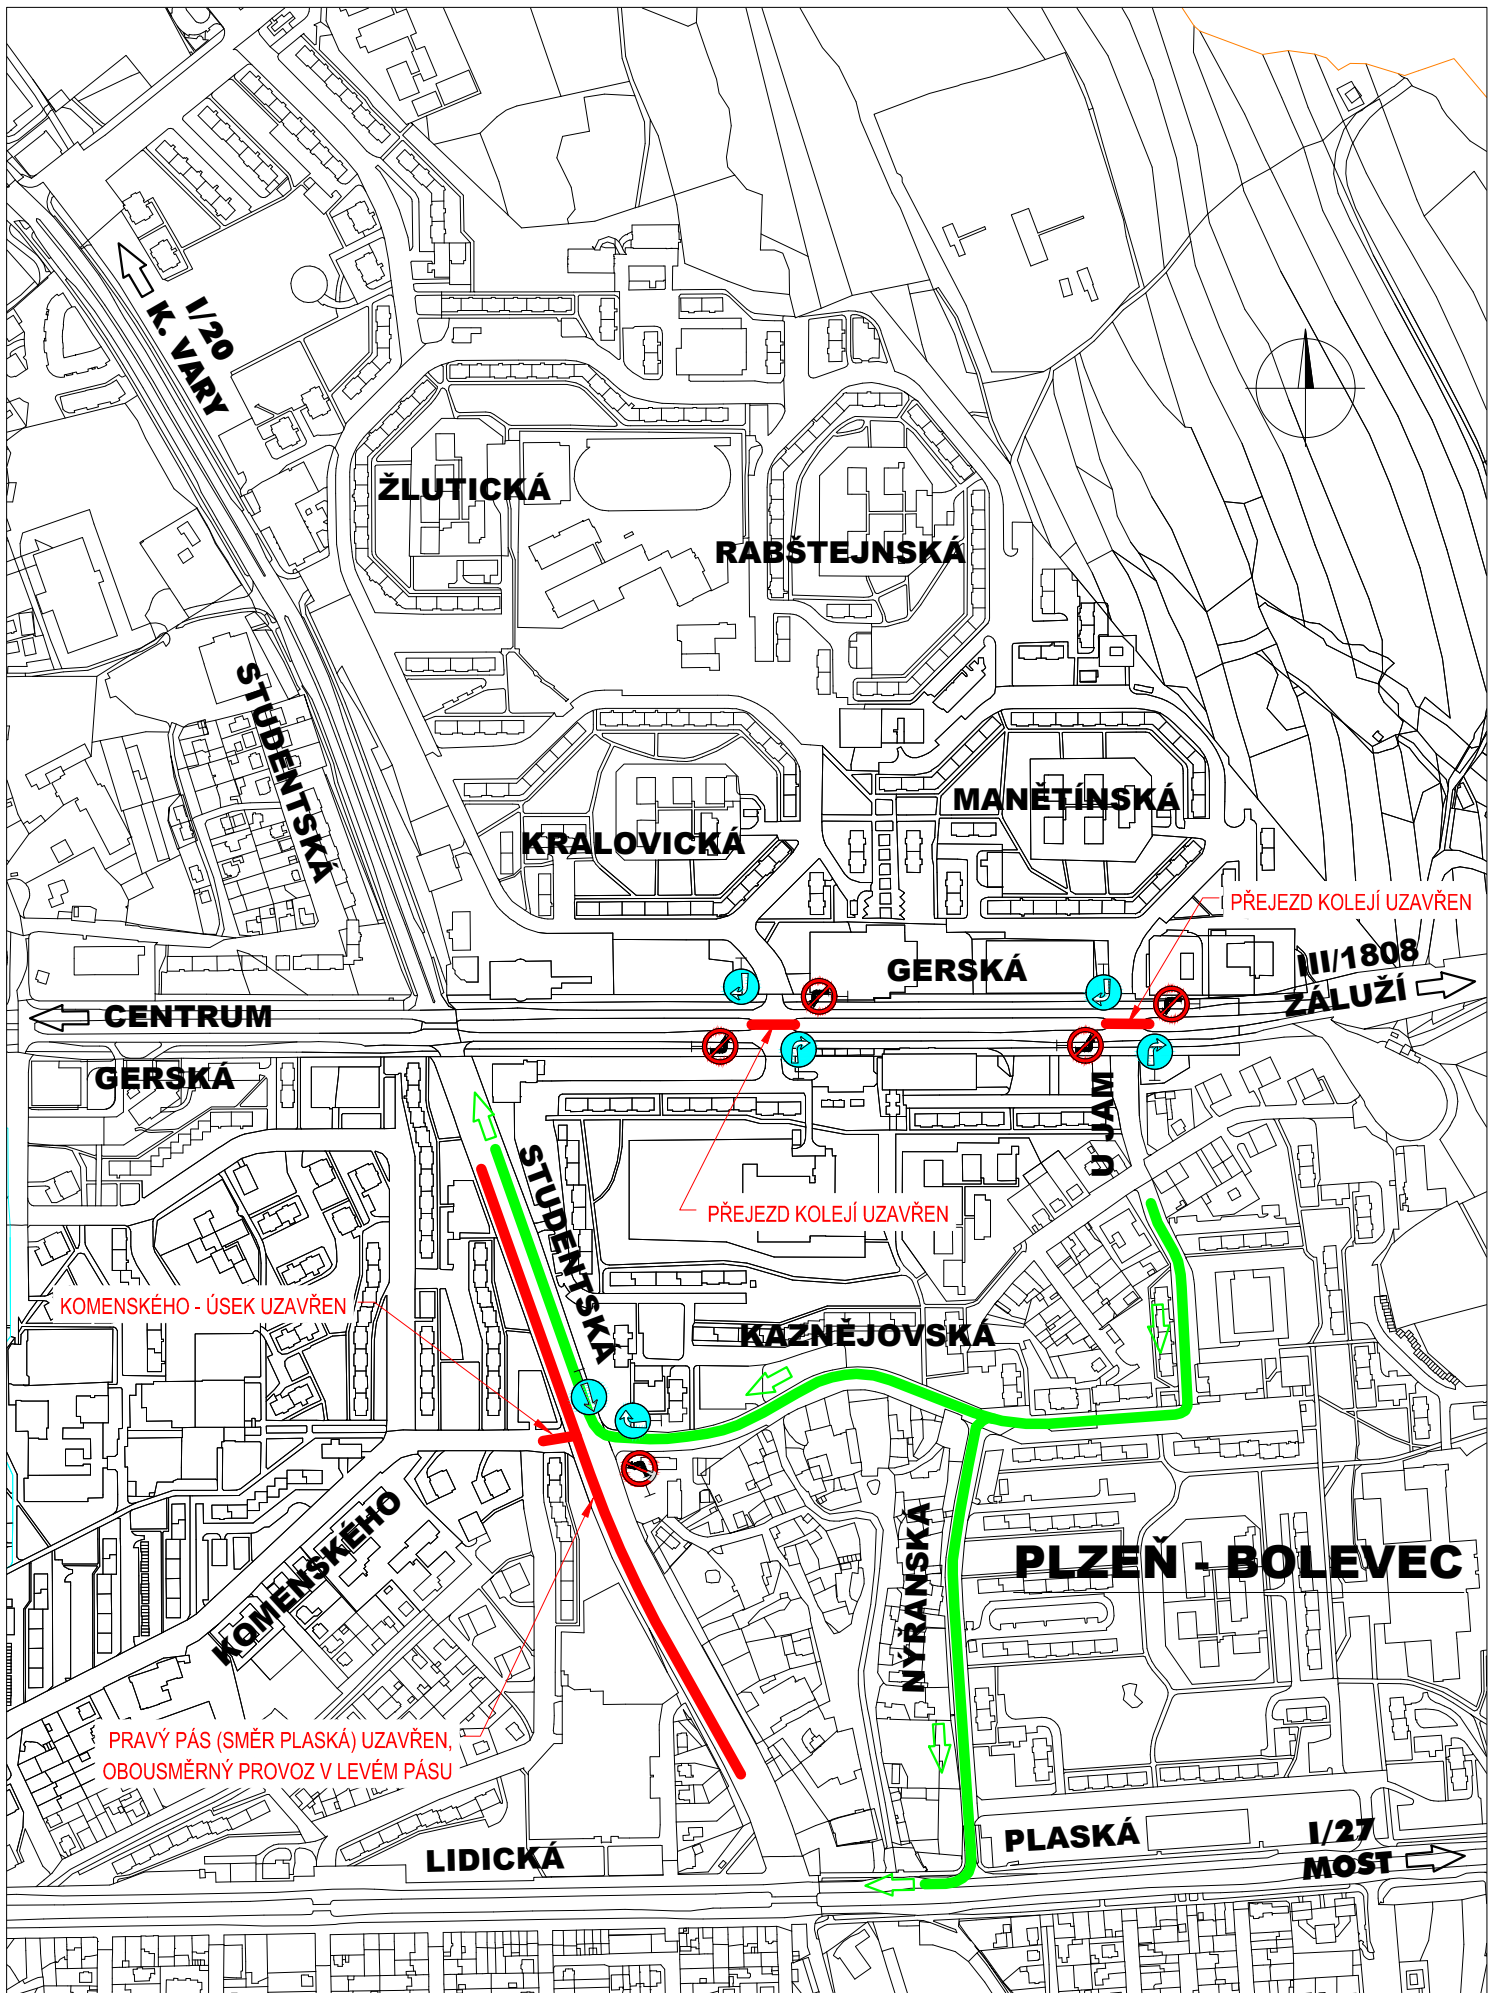 I/20
K. VARY
ŽLUTICKÁ
RABŠTEJNSKÁ
STUDENTSKÁ
MANĚTÍNSKÁ
KRALOVICKÁ
PŘEJEZD KOLEJÍ UZAVŘEN
GERSKÁ
III/1808
ZÁLUŽÍ
CENTRUM
GERSKÁ
U JAM
STUDENTSKÁ
PŘEJEZD KOLEJÍ UZAVŘEN
KOMENSKÉHO - ÚSEK UZAVŘEN
KAZNĚJOVSKÁ
KOMENSKÉHO
NÝŘANSKÁ
PLZEŇ - BOLEVEC
PRAVÝ PÁS (SMĚR PLASKÁ) UZAVŘEN,
OBOUSMĚRNÝ PROVOZ V LEVÉM PÁSU
LIDICKÁ
PLASKÁ
I/27
MOST